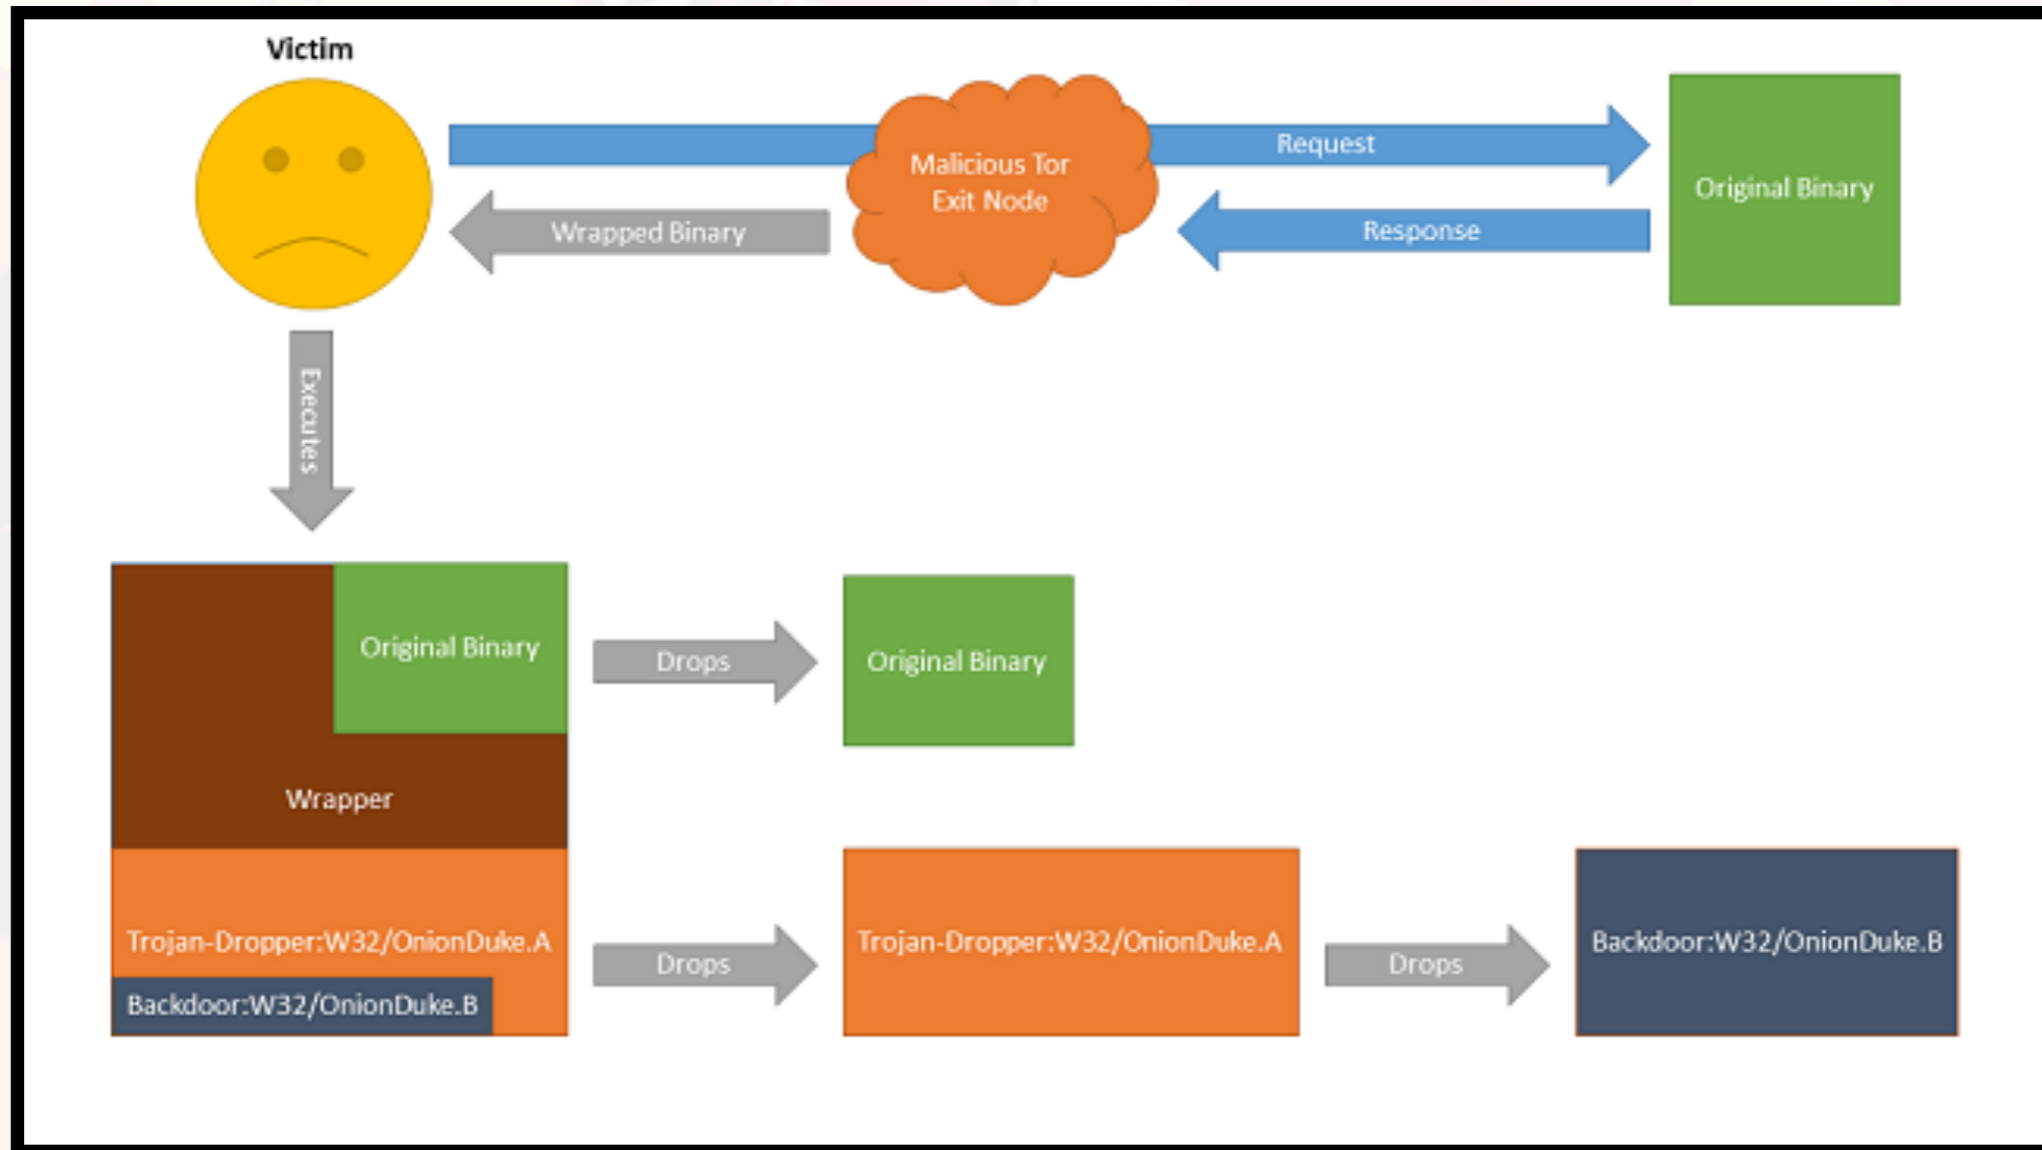 Victim
Malicious Tor
Exit Node
Request
Original Binary
Wrapped Binary
Response
Executes
Original Binary
Drops
Original Binary
Wrapper
Trojan-Dropper:W32/OnionDuke.A
Backdoor:W32/OnionDuke.B
Drops
Trojan-Dropper:W32/OnionDuke.A
Drops
Backdoor:W32/OnionDuke.B